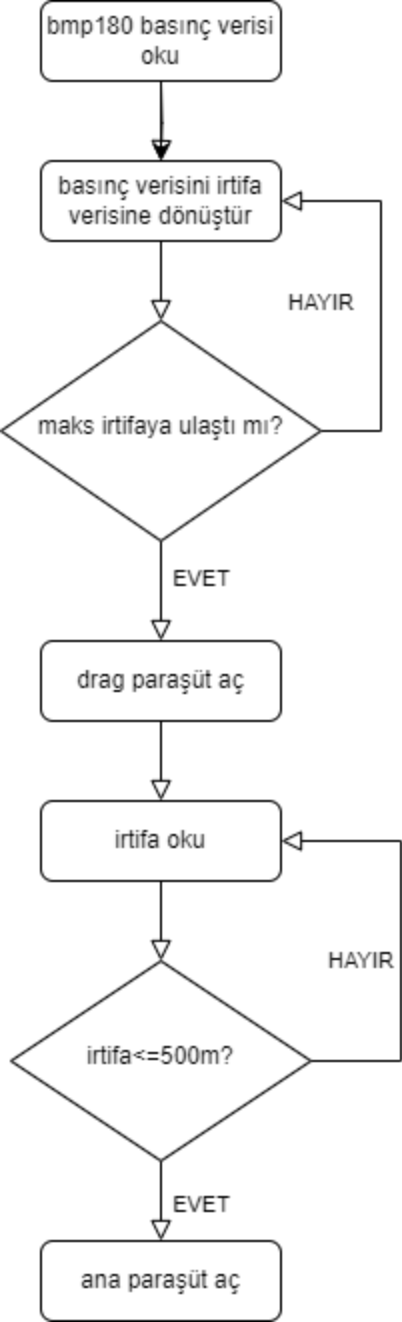 bmp180 basınç verisi
oku
basınç verisini irtifa
verisine dönüştür
HAYIR
maks irtifaya ulaştı mı?
EVET
drag paraşüt aç
irtifa oku
HAYIR
irtifa<=500m?
EVET
ana paraşüt aç